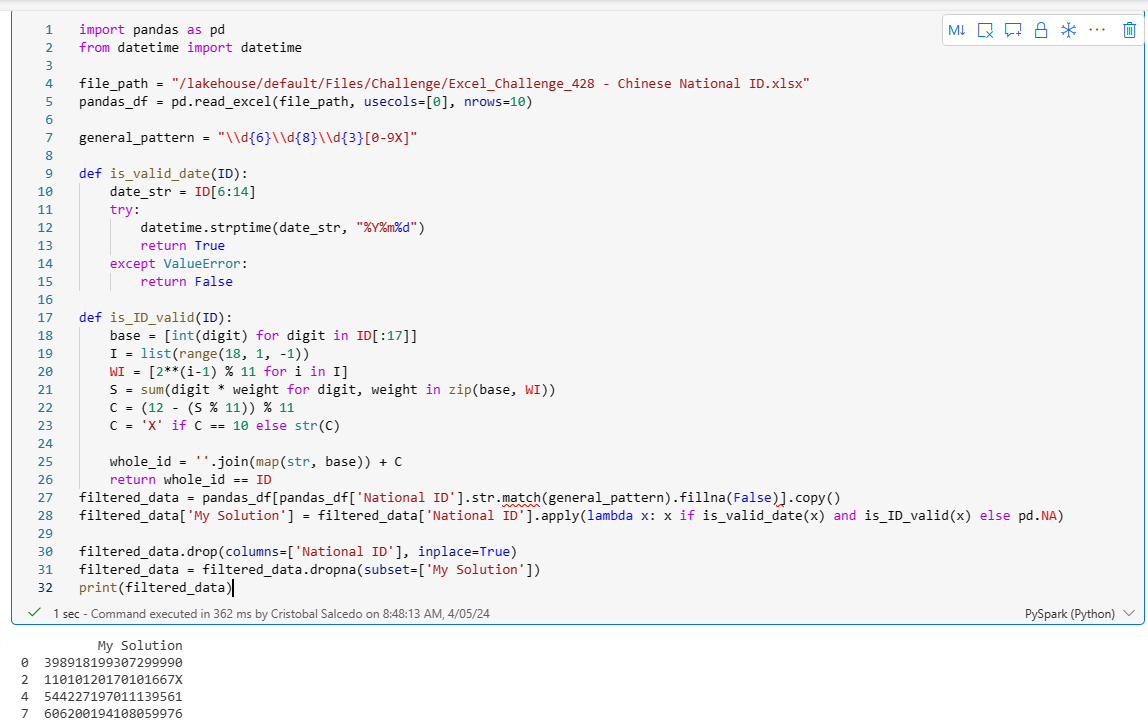 1 import pandas as pd
2 from datetime import datetime
3
4 file_path = "/lakehouse/default/Files/Challenge/Excel_Challenge_428 - Chinese National ID.xlsx"
5 pandas_df = pd.read_excel(file_path, usecols=[0], nrows=10)
6
7 general_pattern = "\\d{6}\\d{8}\\d{3}[0-9X]"
8
9 def is_valid_date(ID):
10     date_str = ID[6:14]
11     try:
12         datetime.strptime(date_str, "%Y%m%d")
13         return True
14     except ValueError:
15         return False
16
17 def is_ID_valid(ID):
18     base = [int(digit) for digit in ID[:17]]
19     I = list(range(18, 1, -1))
20     WI = [2**(i-1) % 11 for i in I]
21     S = sum(digit * weight for digit, weight in zip(base, WI))
22     C = (12 - (S % 11)) % 11
23     C = 'X' if C == 10 else str(C)
24
25     whole_id = ''.join(map(str, base)) + C
26     return whole_id == ID
27 filtered_data = pandas_df[pandas_df['National ID'].str.match(general_pattern).fillna(False)].copy()
28 filtered_data['My Solution'] = filtered_data['National ID'].apply(lambda x: x if is_valid_date(x) and is_ID_valid(x) else pd.NA)
29
30 filtered_data.drop(columns=['National ID'], inplace=True)
31 filtered_data = filtered_data.dropna(subset=['My Solution'])
32 print(filtered_data)
M↓ ···
1 sec - Command executed in 362 ms by Cristobal Salcedo on 8:48:13 AM, 4/05/24 PySpark (Python)
My Solution
0 398918199307299990
2 11010120170101667X
4 544227197011139561
7 606200194108059976